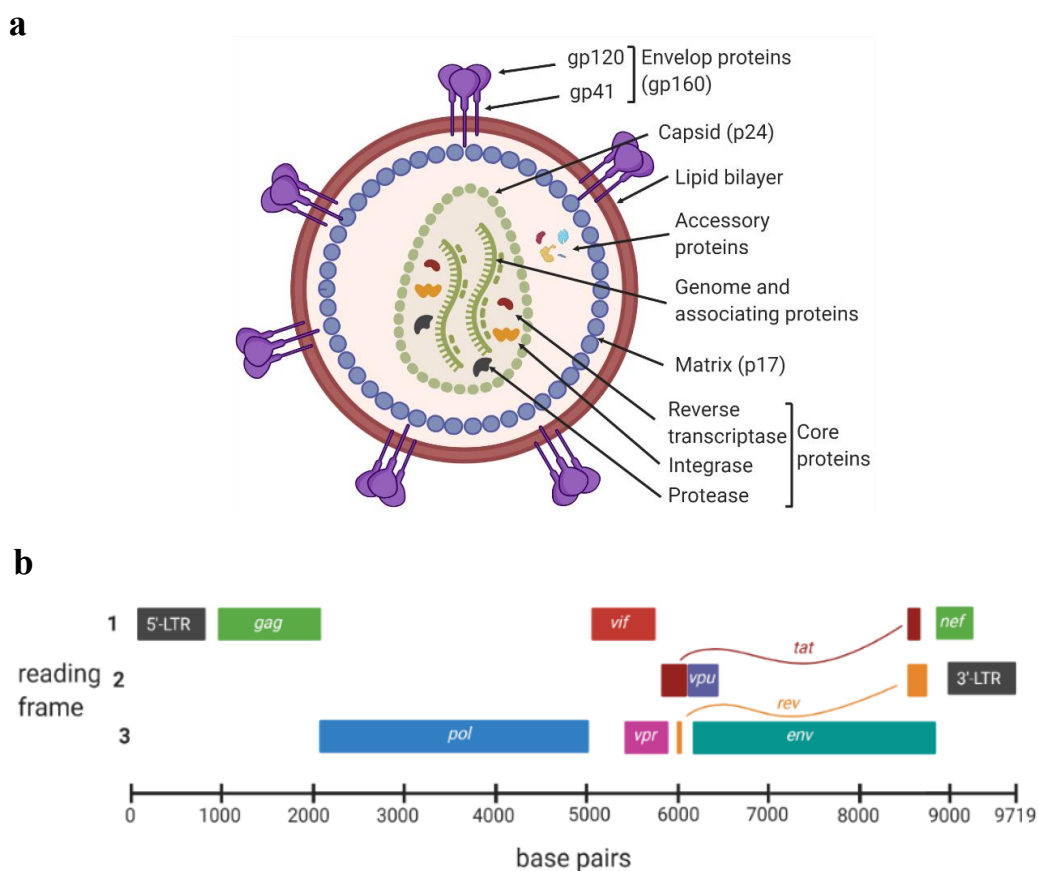 a
gp120
gp41
Envelop proteins
(gp160)
Capsid (p24)
Lipid bilayer
Accessory
proteins
Genome and
associating proteins
Matrix (p17)
Reverse
transcriptase
Integrase
Protease
Core
proteins
b
reading
frame
1
5'-LTR
gag
vif
tat
nef
2
vpu
3'-LTR
rev
3
pol
vpr
env
0
1000
2000
3000
4000
5000
6000
7000
8000
9000
9719
base pairs